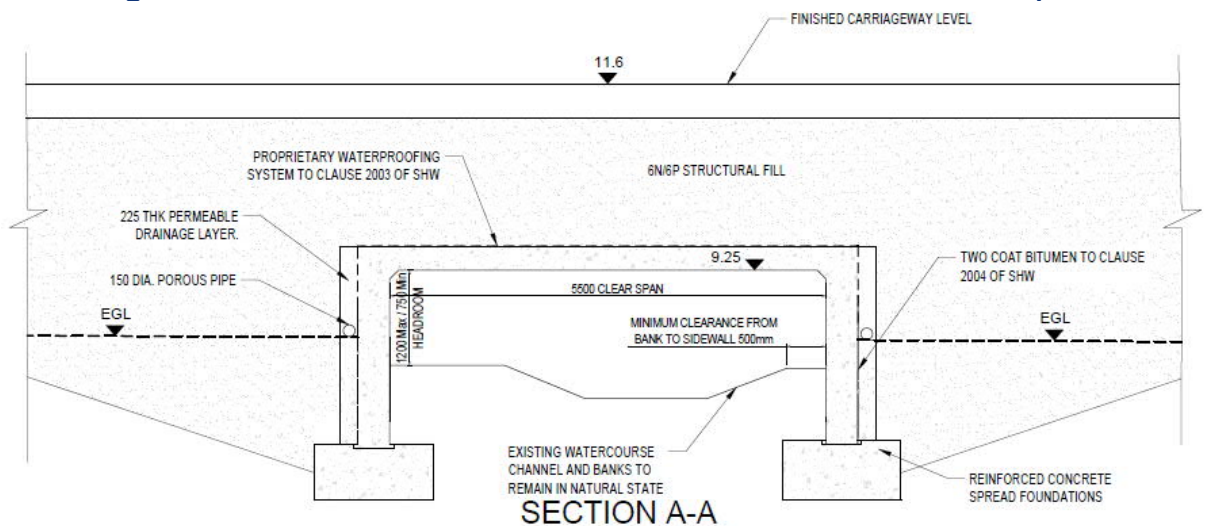 FINISHED CARRIAGEWAY LEVEL
11.6
PROPRIETARY WATERPROOFING
SYSTEM TO CLAUSE 2003 OF SHW
6N/6P STRUCTURAL FILL
225 THK PERMEABLE
DRAINAGE LAYER.
9.25
TWO COAT BITUMEN TO CLAUSE
2004 OF SHW
150 DIA. POROUS PIPE
5500 CLEAR SPAN
1200 Max / 750 Min
HEADROOM
EGL
MINIMUM CLEARANCE FROM
BANK TO SIDEWALL 500mm
EGL
EXISTING WATERCOURSE
CHANNEL AND BANKS TO
REMAIN IN NATURAL STATE
REINFORCED CONCRETE
SPREAD FOUNDATIONS
SECTION A-A